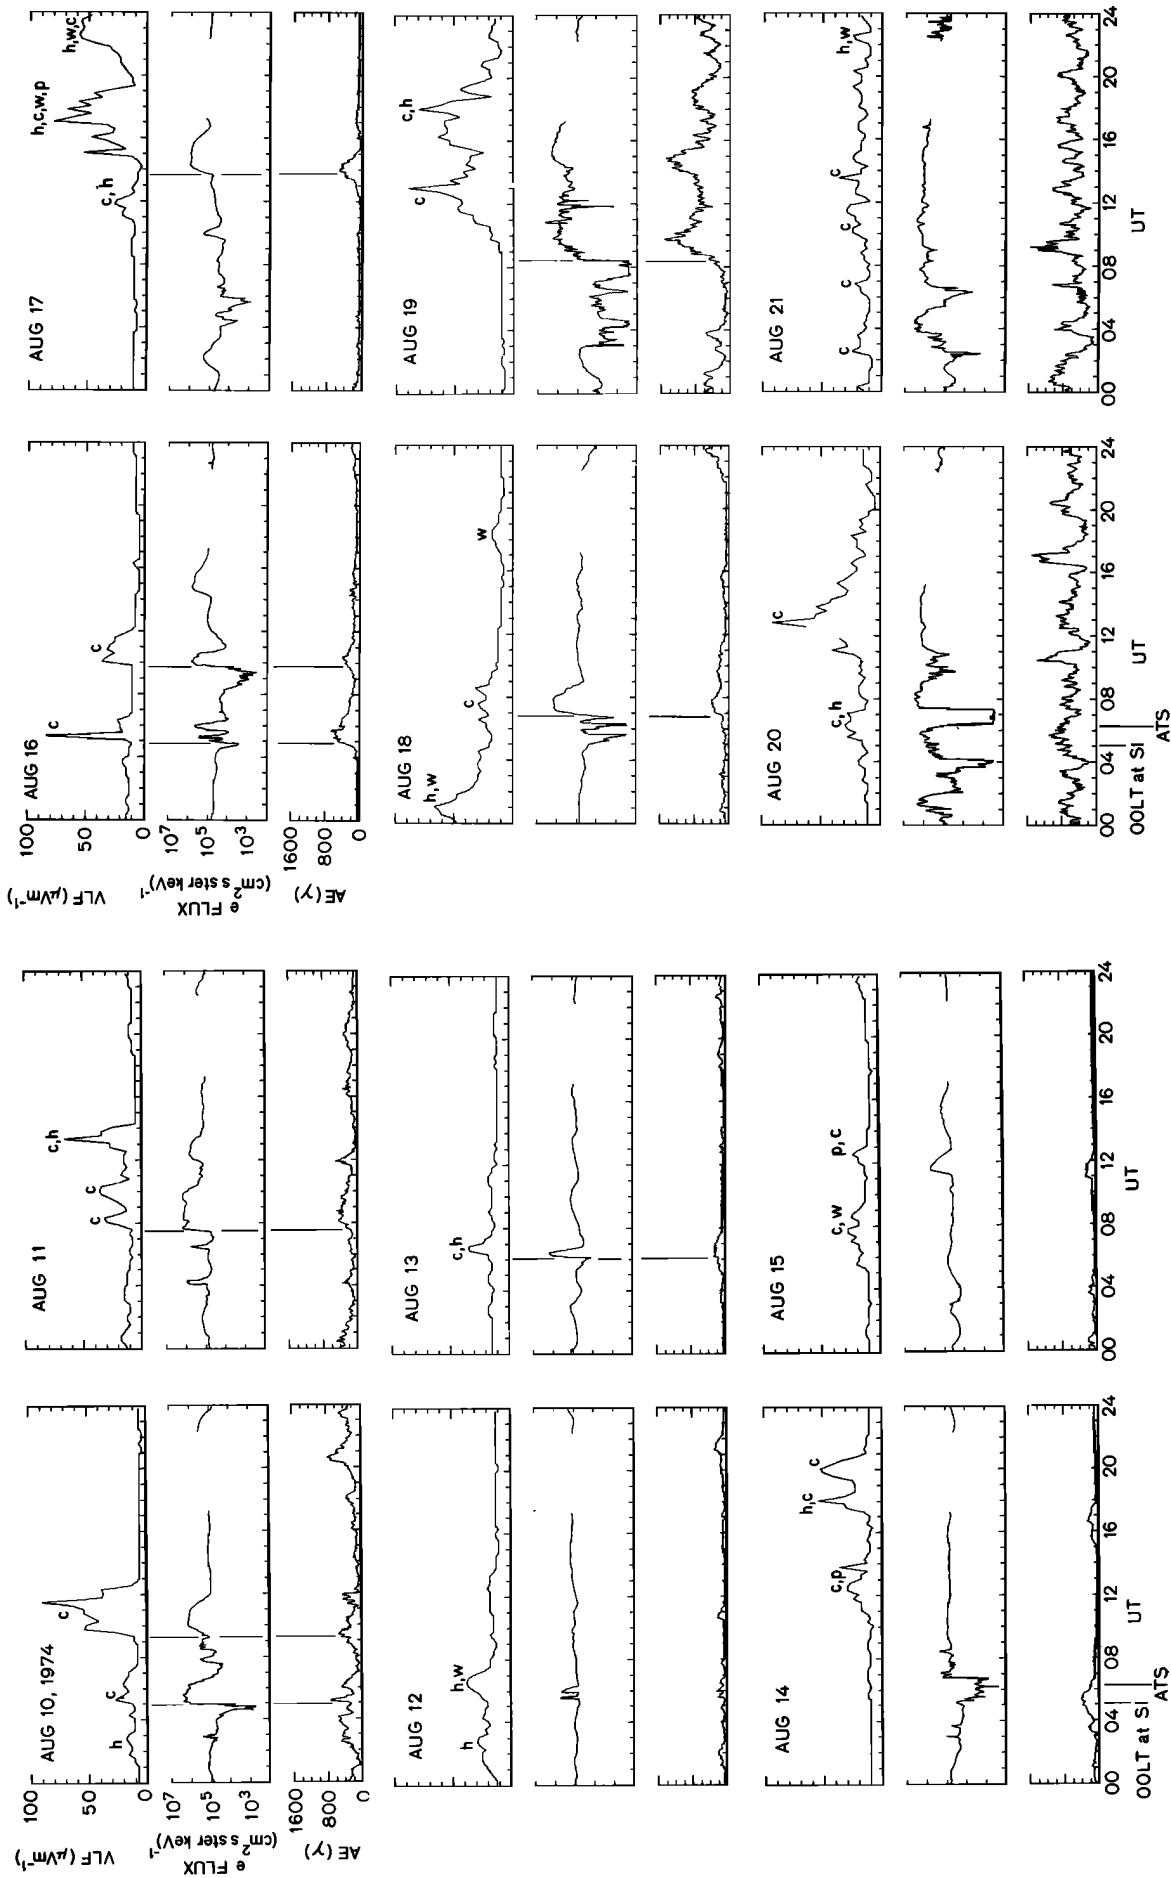 AUG 10, 1974
VLF (μVm⁻¹)
100
50
0
h
c
c
e FLUX
(cm² s ster keV)⁻¹
10⁷
10⁵
10³
AE (γ)
1600
800
0
AUG 11
c
c
c,h
AUG 12
h
h,w
AUG 13
c,h
AUG 14
c,p
h,c
c
00 04 08 12 16 20 24
UT
00LT at SI
ATS
AUG 15
c,w
p,c
00 04 08 12 16 20 24
UT
AUG 16
VLF (μVm⁻¹)
100
50
0
c
c
e FLUX
(cm² s ster keV)⁻¹
10⁷
10⁵
10³
AE (γ)
1600
800
0
AUG 17
c,h
h,c,w,p
h,w,c
AUG 18
h,w
c
w
AUG 19
c
c,h
AUG 20
c,h
c
00 04 08 12 16 20 24
UT
00LT at SI
ATS
AUG 21
c
c
c
c
h,w
00 04 08 12 16 20 24
UT